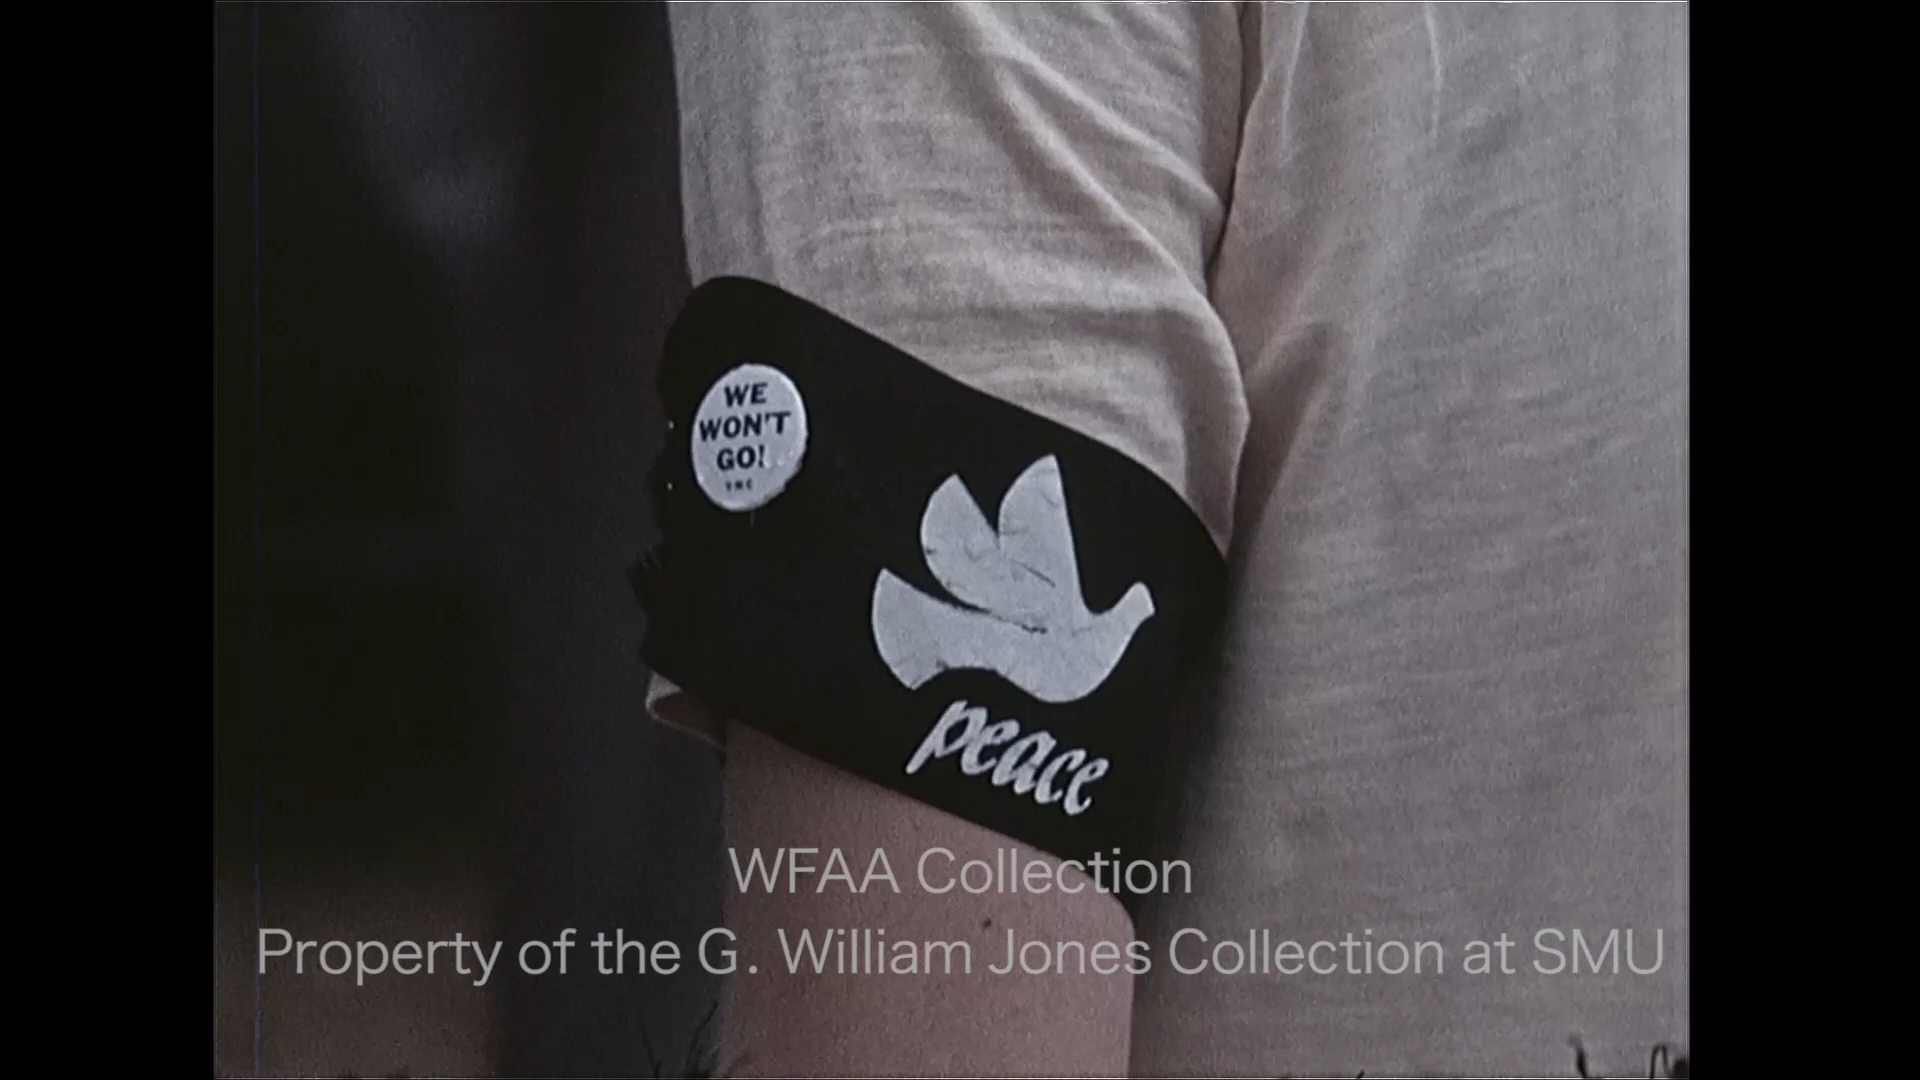 WE
WON'T
GO!
peace
WFAA Collection
Property of the G. William Jones Collection at SMU